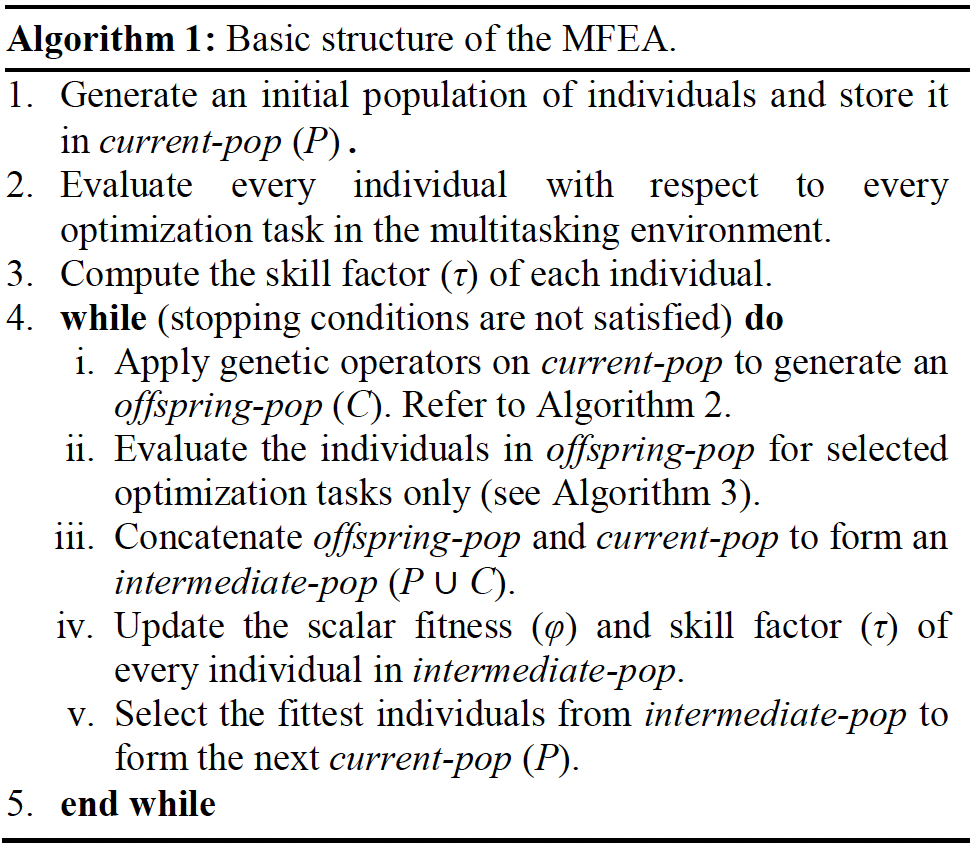 Algorithm 1: Basic structure of the MFEA.
1. Generate an initial population of individuals and store it
in current-pop (P).
2. Evaluate every individual with respect to every
optimization task in the multitasking environment.
3. Compute the skill factor (τ) of each individual.
4. while (stopping conditions are not satisfied) do
i. Apply genetic operators on current-pop to generate an
offspring-pop (C). Refer to Algorithm 2.
ii. Evaluate the individuals in offspring-pop for selected
optimization tasks only (see Algorithm 3).
iii. Concatenate offspring-pop and current-pop to form an
intermediate-pop (P ∪ C).
iv. Update the scalar fitness (φ) and skill factor (τ) of
every individual in intermediate-pop.
v. Select the fittest individuals from intermediate-pop to
form the next current-pop (P).
5. end while